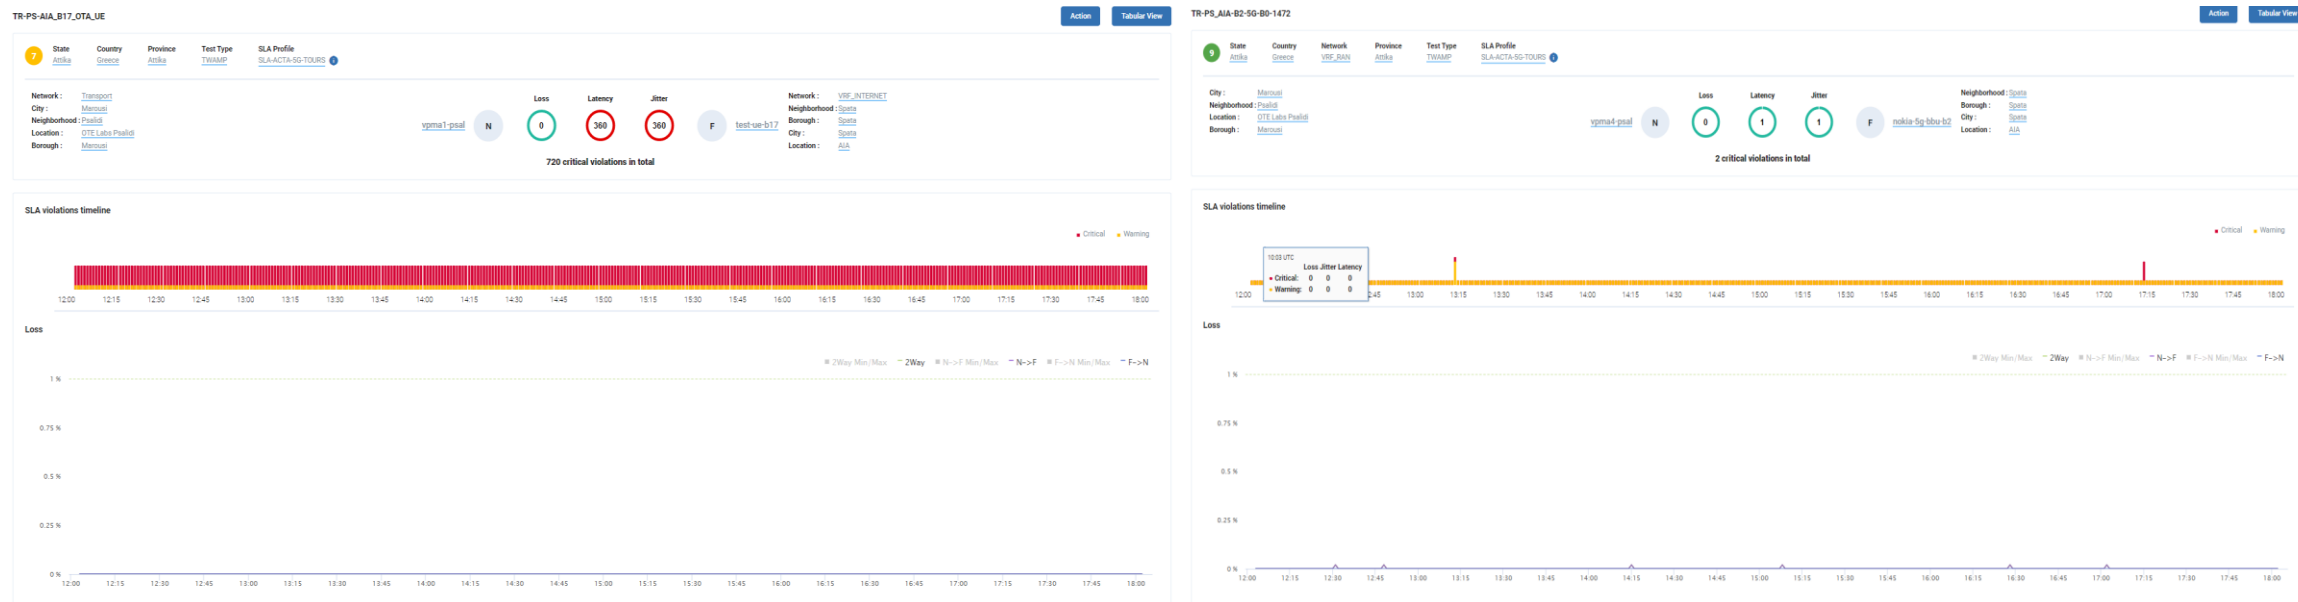 TR-PS-AIA_B17_OTA_UE
Action Tabular View
7
State Country Province Test Type SLA Profile
Attika Greece Attika TWAMP SLA-ACTA-5G-TOURS
Network : Transport
City : Marousi
Neighborhood : Psalidi
Location : OTE Labs Psalidi
Borough : Marousi
Loss Latency Jitter
vpma1-psal N 0 360 360 F test-ue-b17
720 critical violations in total
Network : VRF_INTERNET
Neighborhood : Spata
Borough : Spata
City : Spata
Location : AIA
SLA violations timeline
Critical Warning
12:00 12:15 12:30 12:45 13:00 13:15 13:30 13:45 14:00 14:15 14:30 14:45 15:00 15:15 15:30 15:45 16:00 16:15 16:30 16:45 17:00 17:15 17:30 17:45 18:00
Loss
2Way Min/Max 2Way N->F Min/Max N->F F->N Min/Max F->N
1 %
0.75 %
0.5 %
0.25 %
0 %
12:00 12:15 12:30 12:45 13:00 13:15 13:30 13:45 14:00 14:15 14:30 14:45 15:00 15:15 15:30 15:45 16:00 16:15 16:30 16:45 17:00 17:15 17:30 17:45 18:00
TR-PS_AIA-B2-5G-B0-1472
Action Tabular View
9
State Country Network Province Test Type SLA Profile
Attika Greece VRF_RAN Attika TWAMP SLA-ACTA-5G-TOURS
City : Marousi
Neighborhood : Psalidi
Location : OTE Labs Psalidi
Borough : Marousi
Loss Latency Jitter
vpma4-psal N 0 1 1 F nokia-5g-bbu-b2
2 critical violations in total
Neighborhood : Spata
Borough : Spata
City : Spata
Location : AIA
SLA violations timeline
Critical Warning
10:03 UTC
Loss Jitter Latency
Critical: 0 0 0
Warning: 0 0 0
12:00 2:45 13:00 13:15 13:30 13:45 14:00 14:15 14:30 14:45 15:00 15:15 15:30 15:45 16:00 16:15 16:30 16:45 17:00 17:15 17:30 17:45 18:00
Loss
2Way Min/Max 2Way N->F Min/Max N->F F->N Min/Max F->N
1 %
0.75 %
0.5 %
0.25 %
0 %
12:00 12:15 12:30 12:45 13:00 13:15 13:30 13:45 14:00 14:15 14:30 14:45 15:00 15:15 15:30 15:45 16:00 16:15 16:30 16:45 17:00 17:15 17:30 17:45 18:00